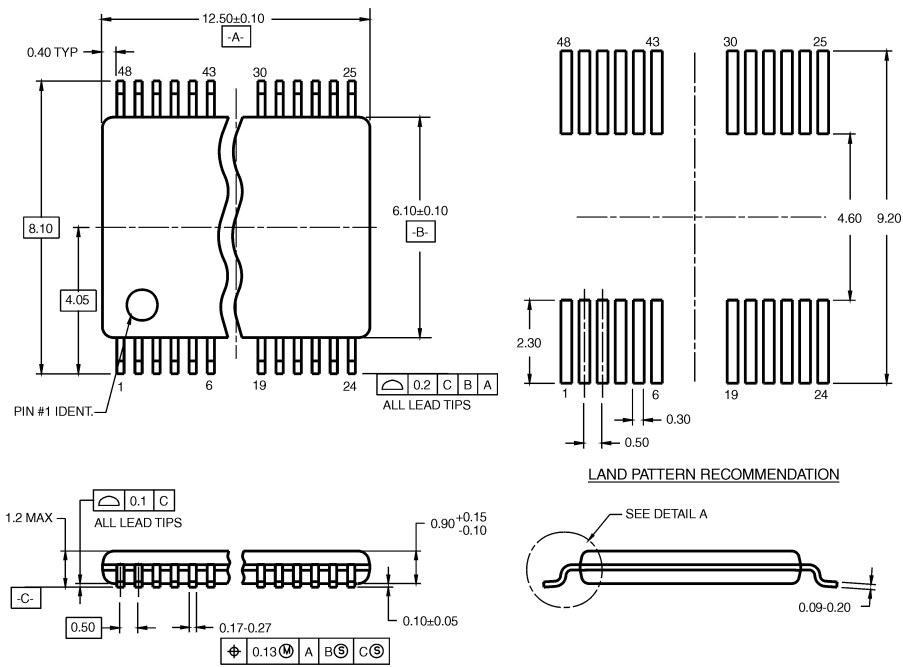 12.50±0.10
-A-
0.40 TYP
48
43
30
25
8.10
4.05
6.10±0.10
-B-
1
6
19
24
PIN #1 IDENT.
0.2 C B A
ALL LEAD TIPS
48
43
30
25
4.60
9.20
2.30
1
6
19
24
0.30
0.50
LAND PATTERN RECOMMENDATION
0.1 C
ALL LEAD TIPS
1.2 MAX
0.90 +0.15
-0.10
-C-
0.50
0.17-0.27
0.10±0.05
⌖ 0.13Ⓜ A BⓈ CⓈ
SEE DETAIL A
0.09-0.20